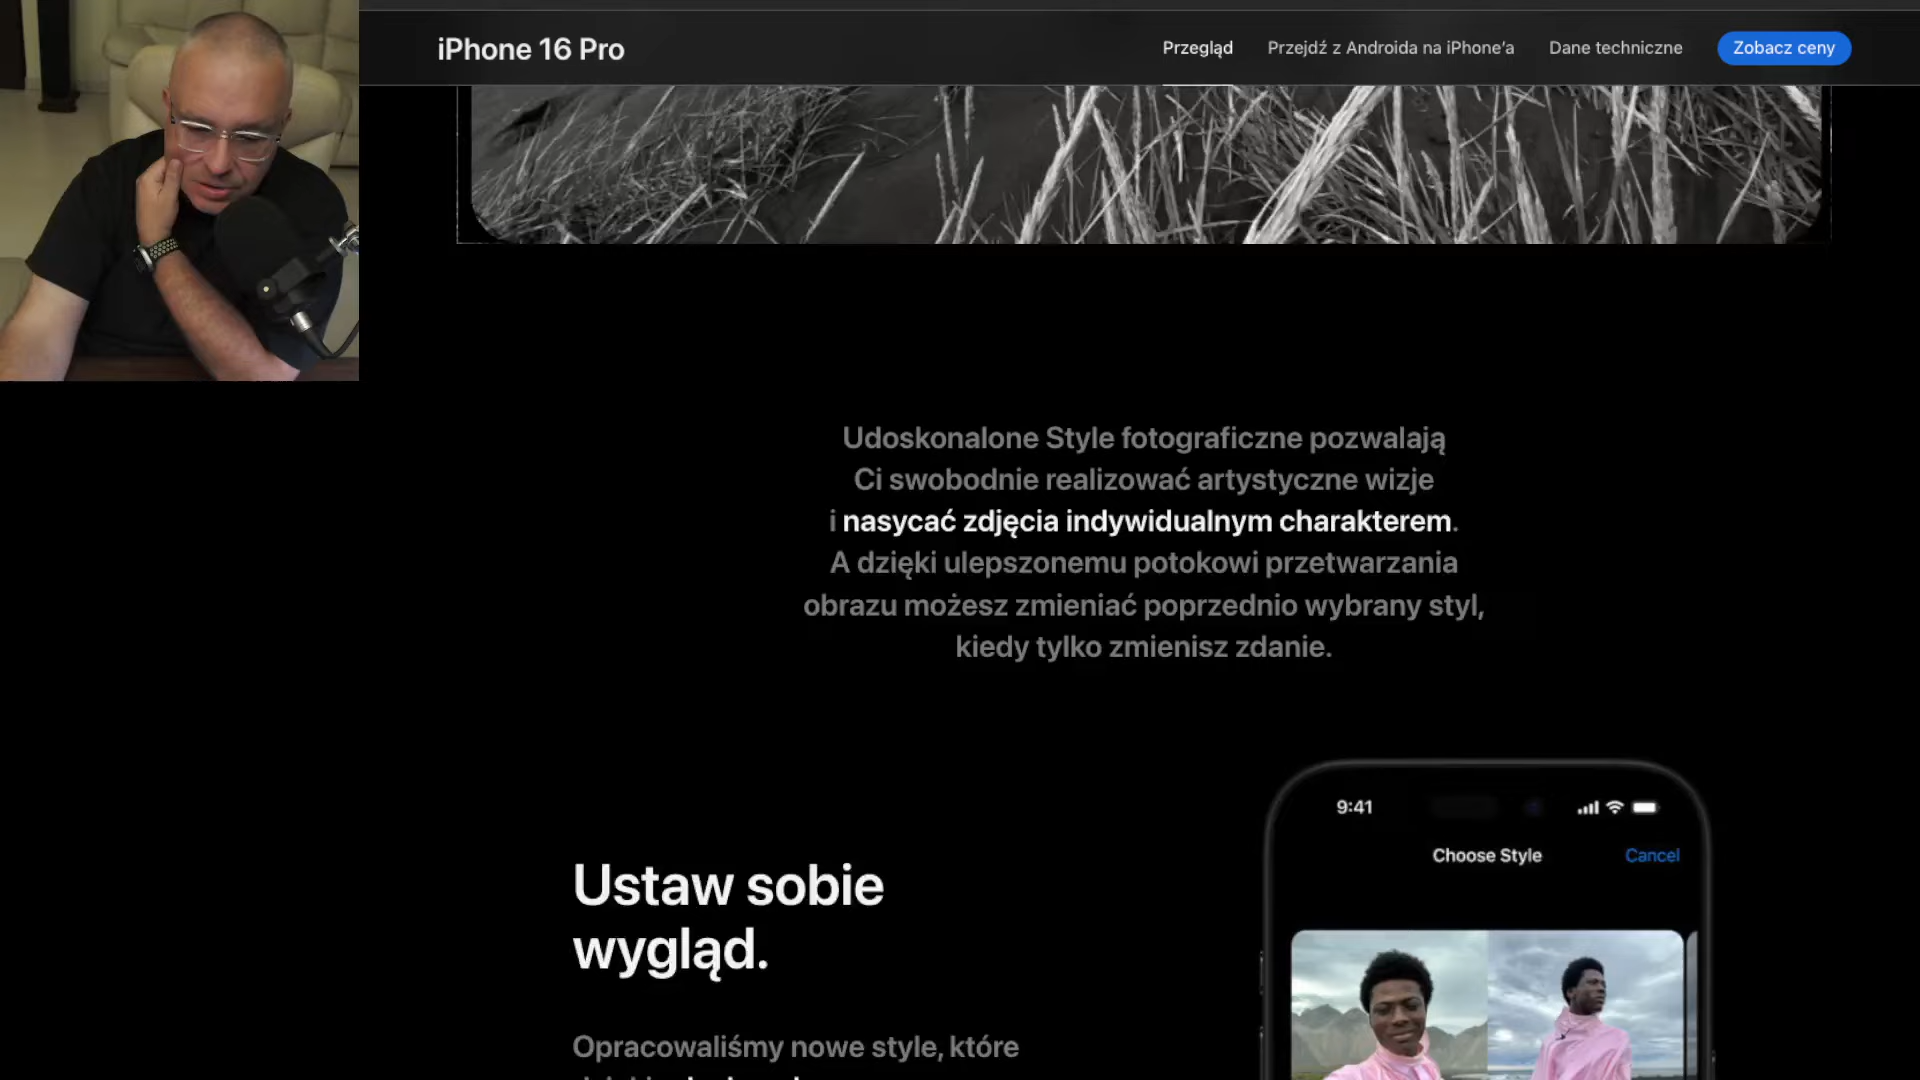 iPhone 16 Pro
Przegląd
Przejdź z Androida na iPhone'a
Dane techniczne
Zobacz ceny
Udoskonalone Style fotograficzne pozwalają
Ci swobodnie realizować artystyczne wizje
i nasycać zdjęcia indywidualnym charakterem.
A dzięki ulepszonemu potokowi przetwarzania
obrazu możesz zmieniać poprzednio wybrany styl,
kiedy tylko zmienisz zdanie.
9:41
Choose Style
Cancel
Ustaw sobie
wygląd.
Opracowaliśmy nowe style, które